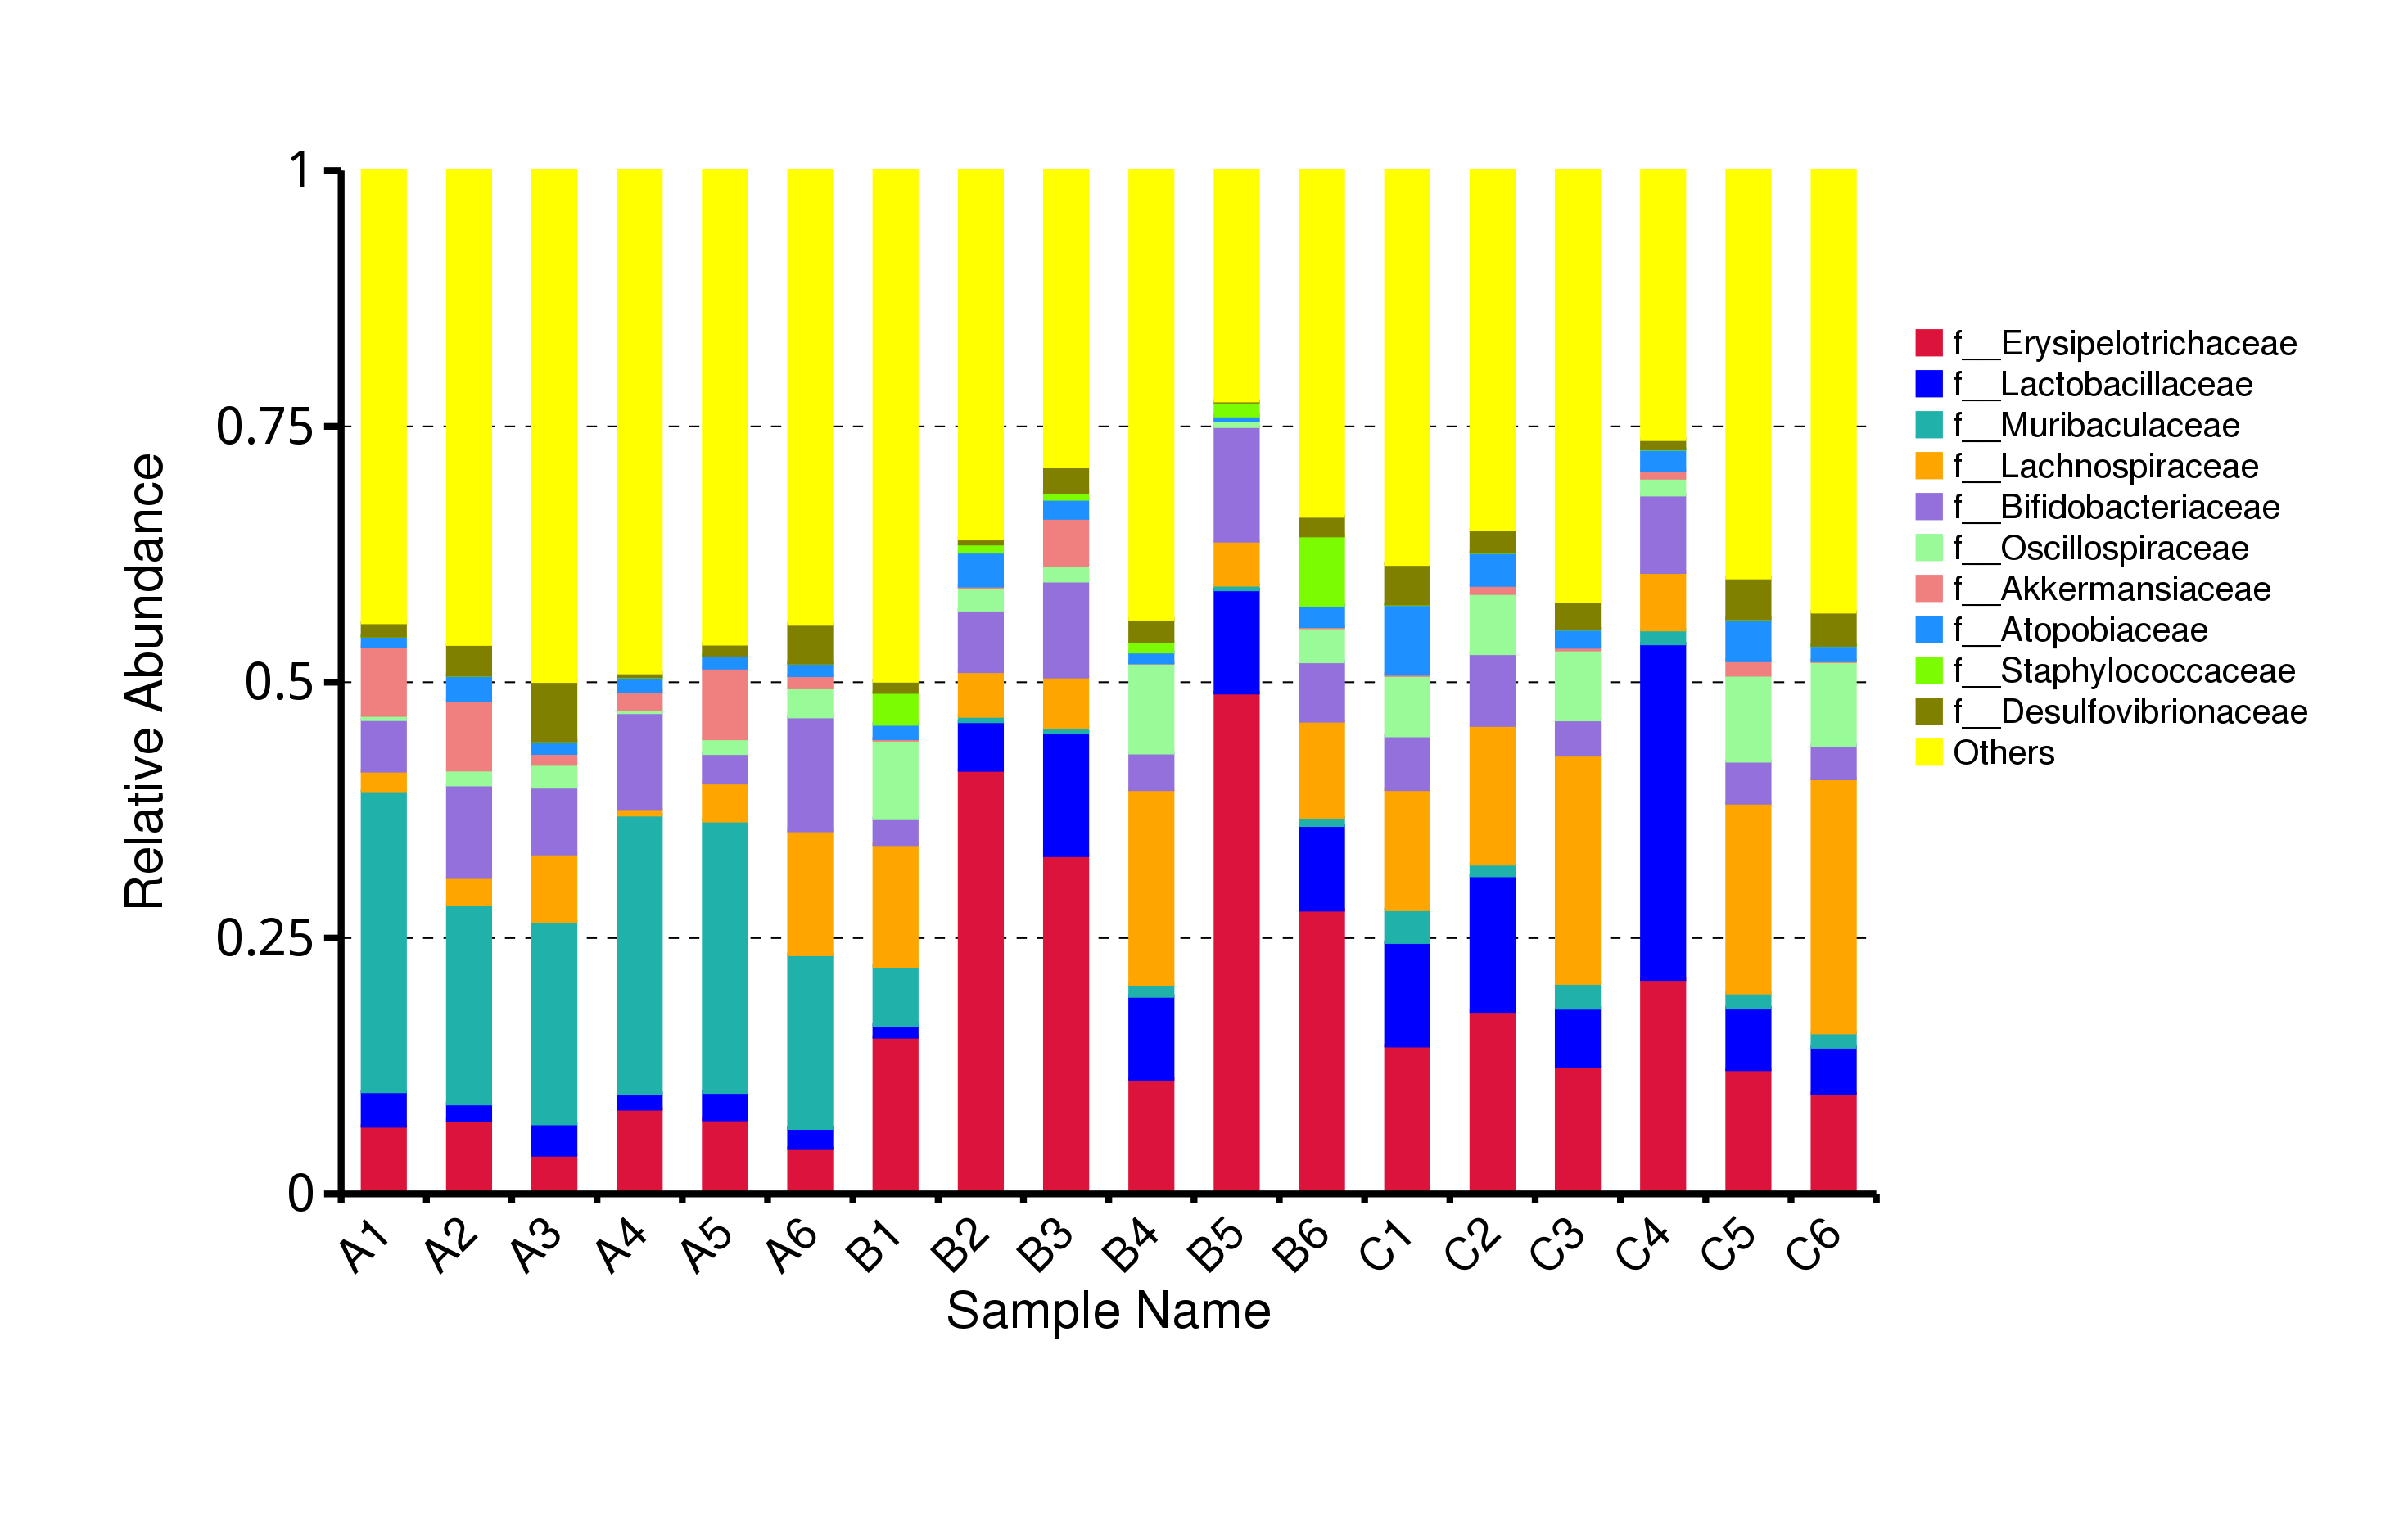 1
0.75
0.5
0.25
0
Relative Abundance
A1 A2 A3 A4 A5 A6 B1 B2 B3 B4 B5 B6 C1 C2 C3 C4 C5 C6
Sample Name
f__Erysipelotrichaceae
f__Lactobacillaceae
f__Muribaculaceae
f__Lachnospiraceae
f__Bifidobacteriaceae
f__Oscillospiraceae
f__Akkermansiaceae
f__Atopobiaceae
f__Staphylococcaceae
f__Desulfovibrionaceae
Others